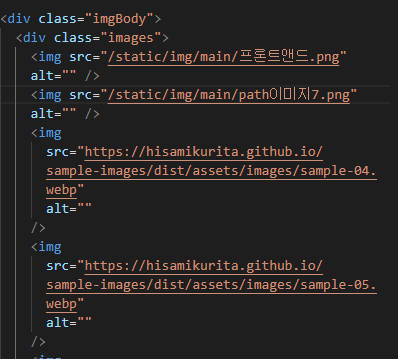 <div class="imgBody">
<div class="images">
<img src="/static/img/main/프론트앤드.png"
alt="" />
<img src="/static/img/main/path이미지7.png"
alt="" />
<img
src="https://hisamikurita.github.io/
sample-images/dist/assets/images/sample-04.
webp"
alt=""
/>
<img
src="https://hisamikurita.github.io/
sample-images/dist/assets/images/sample-05.
webp"
alt=""
/>